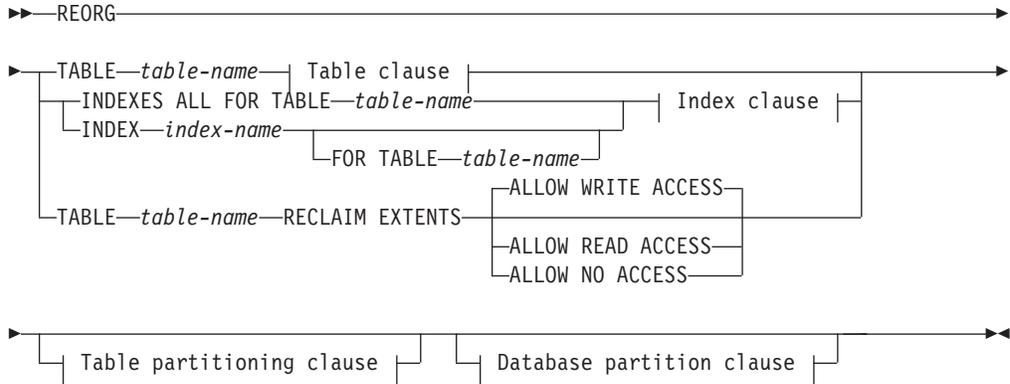 REORG
TABLE table-name Table clause
INDEXES ALL FOR TABLE table-name Index clause
INDEX index-name
FOR TABLE table-name
ALLOW WRITE ACCESS
TABLE table-name RECLAIM EXTENTS
ALLOW READ ACCESS
ALLOW NO ACCESS
Table partitioning clause Database partition clause